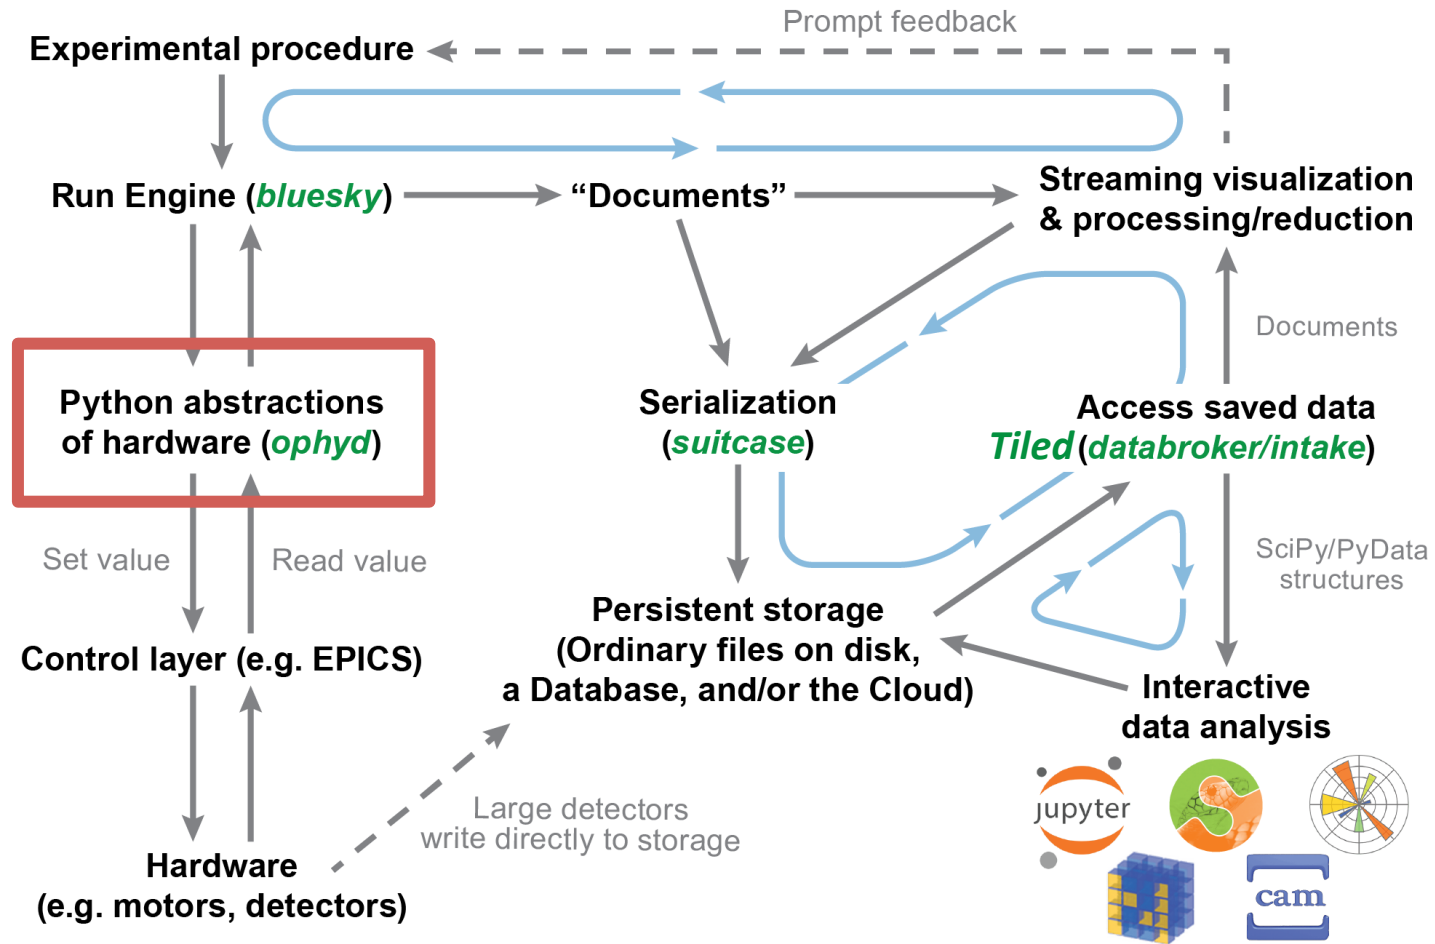 Prompt feedback
Experimental procedure
Run Engine (bluesky)
“Documents”
Streaming visualization
& processing/reduction
Documents
Python abstractions
of hardware (ophyd)
Serialization
(suitcase)
Access saved data
Tiled (databroker/intake)
Set value
Read value
SciPy/PyData
structures
Persistent storage
(Ordinary files on disk,
a Database, and/or the Cloud)
Control layer (e.g. EPICS)
Interactive
data analysis
Large detectors
write directly to storage
Hardware
(e.g. motors, detectors)
jupyter
cam